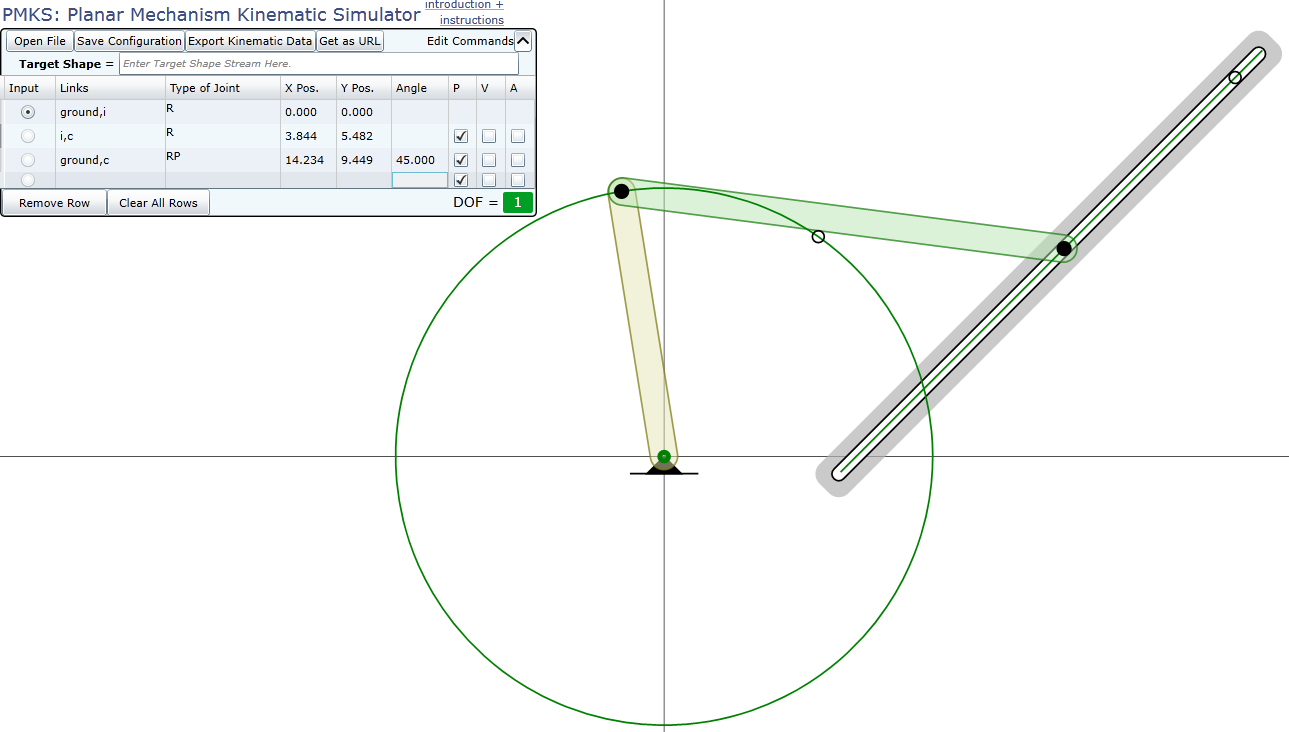 PMKS: Planar Mechanism Kinematic Simulator introduction +
instructions
Open File Save Configuration Export Kinematic Data Get as URL Edit Commands
Target Shape = Enter Target Shape Stream Here.
Input Links Type of Joint X Pos. Y Pos. Angle P V A
ground,i R 0.000 0.000
i,c R 3.844 5.482
ground,c RP 14.234 9.449 45.000
Remove Row Clear All Rows DOF = 1